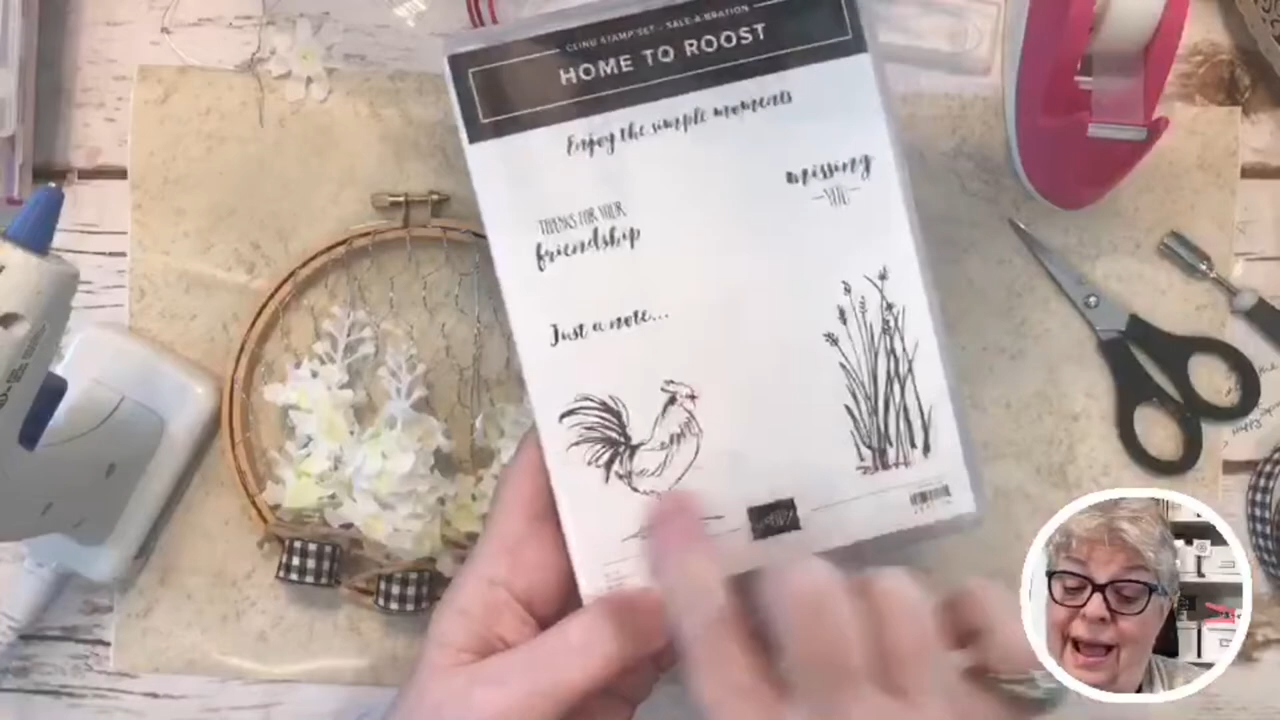 CLING STAMP SET • SALE-A-BRATION
HOME TO ROOST
Enjoy the simple moments
missing
YOU
THANKS FOR YOUR
friendship
Just a note...